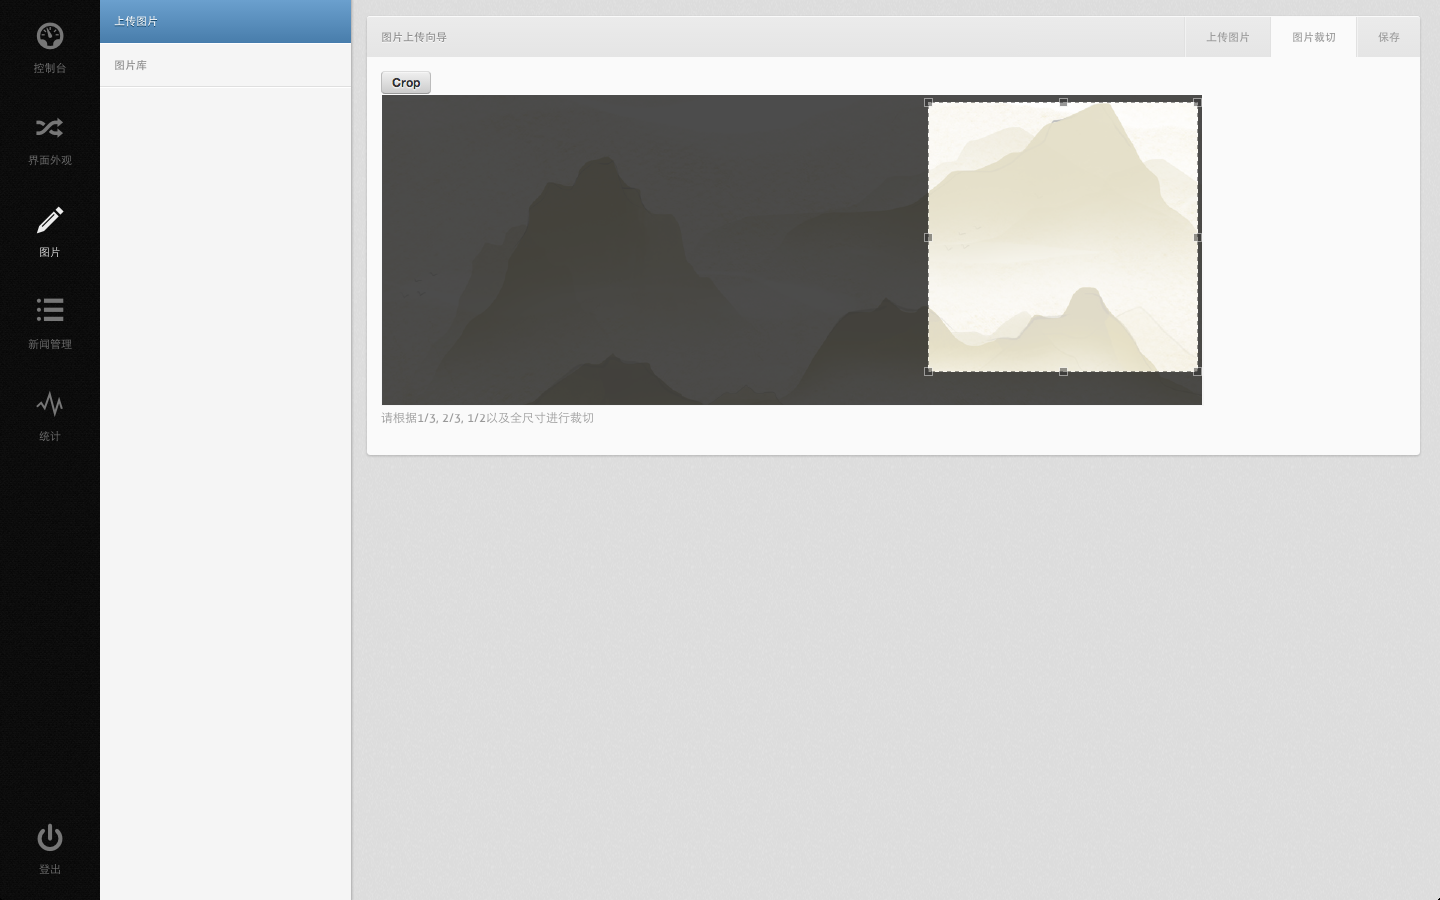 控制台
界面外观
图片
新闻管理
统计
登出
上传图片
图片库
图片上传向导
上传图片
图片裁切
保存
Crop
请根据1/3, 2/3, 1/2以及全尺寸进行裁切